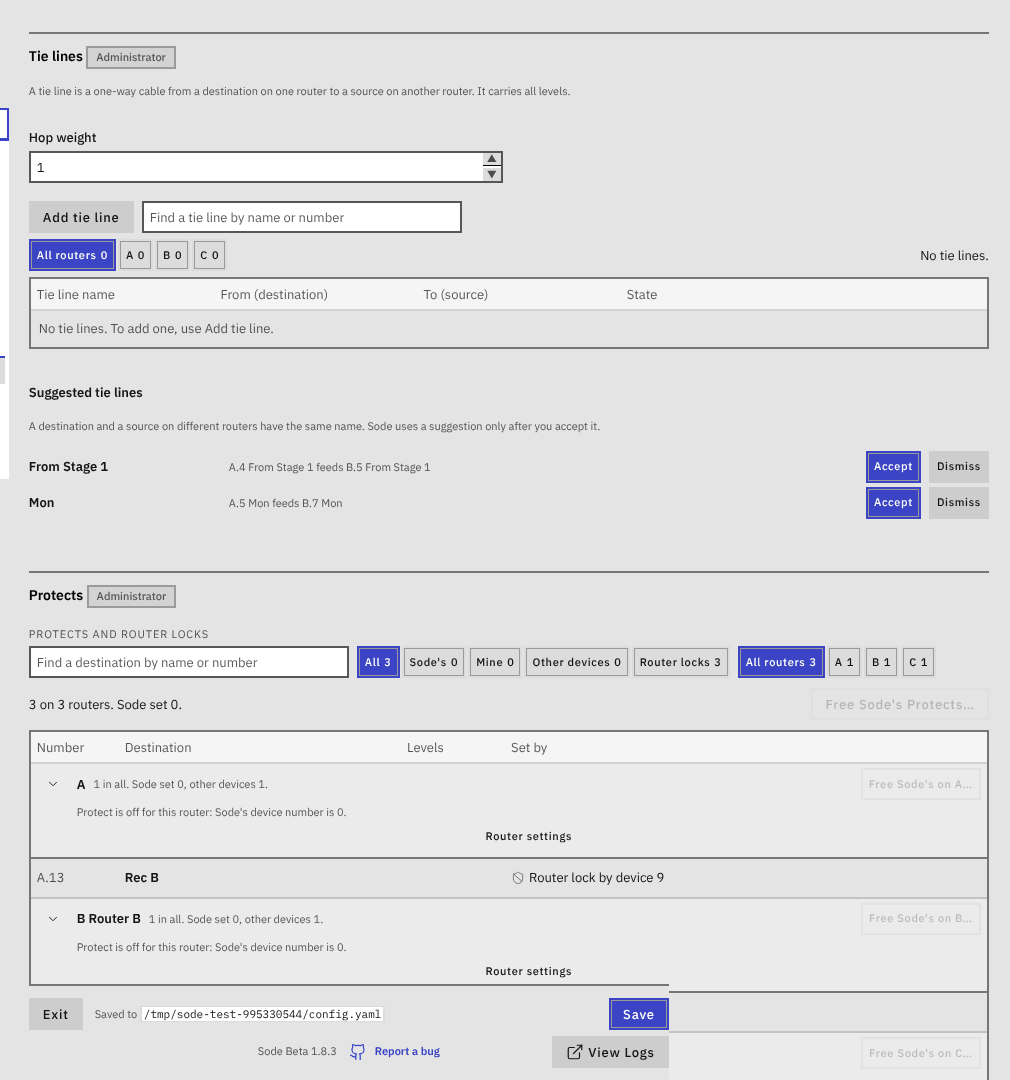 Tie lines Administrator
A tie line is a one-way cable from a destination on one router to a source on another router. It carries all levels.
Hop weight
1
Add tie line Find a tie line by name or number
All routers 0 A 0 B 0 C 0 No tie lines.
Tie line name From (destination) To (source) State
No tie lines. To add one, use Add tie line.
Suggested tie lines
A destination and a source on different routers have the same name. Sode uses a suggestion only after you accept it.
From Stage 1 A.4 From Stage 1 feeds B.5 From Stage 1 Accept Dismiss
Mon A.5 Mon feeds B.7 Mon Accept Dismiss
Protects Administrator
PROTECTS AND ROUTER LOCKS
Find a destination by name or number All 3 Sode's 0 Mine 0 Other devices 0 Router locks 3 All routers 3 A 1 B 1 C 1
3 on 3 routers. Sode set 0. Free Sode's Protects…
Number Destination Levels Set by
A 1 in all. Sode set 0, other devices 1. Free Sode's on A…
Protect is off for this router: Sode's device number is 0.
Router settings
A.13 Rec B Router lock by device 9
B Router B 1 in all. Sode set 0, other devices 1. Free Sode's on B…
Protect is off for this router: Sode's device number is 0.
Router settings
Exit Saved to /tmp/sode-test-995330544/config.yaml Save
Sode Beta 1.8.3 Report a bug View Logs Free Sode's on C…